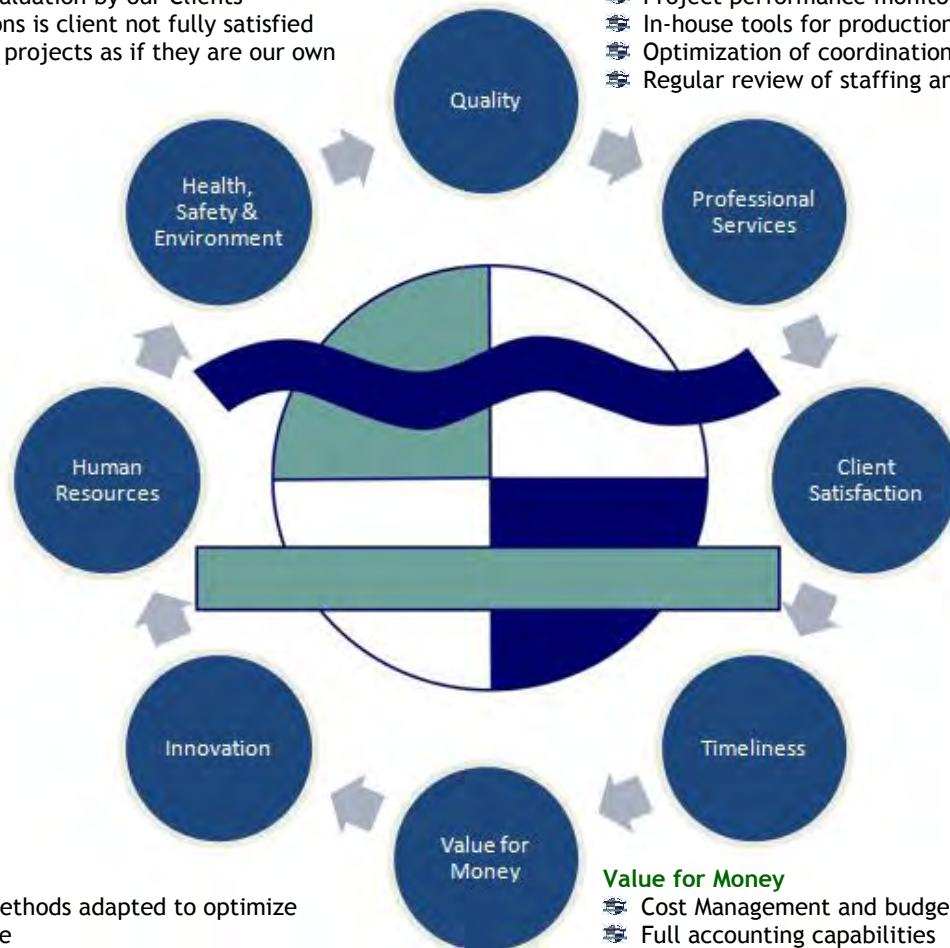 aluation by our Clients
ons is client not fully satisfied
projects as if they are our own
Project performance monito
In-house tools for production
Optimization of coordination
Regular review of staffing an
Quality
Health,
Safety &
Environment
Professional
Services
Human
Resources
Client
Satisfaction
Innovation
Timeliness
Value for
Money
ethods adapted to optimize
e
Value for Money
Cost Management and budge
Full accounting capabilities